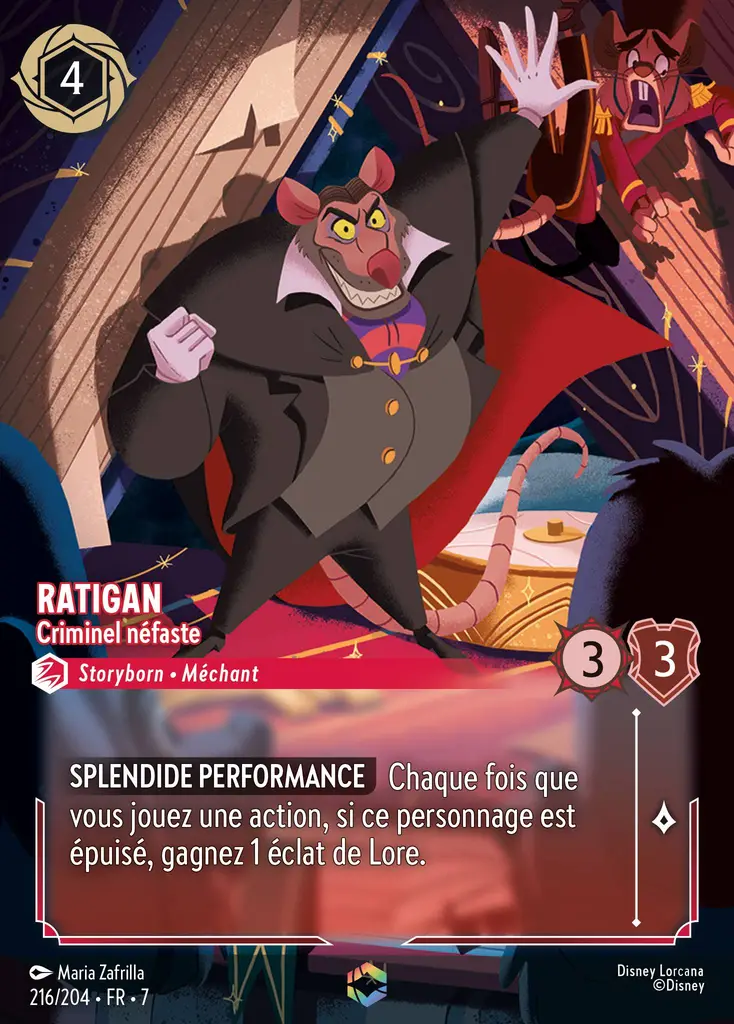 4
RATIGAN
Criminel néfaste
Storyborn • Méchant
3 3
SPLENDIDE PERFORMANCE Chaque fois que
vous jouez une action, si ce personnage est
épuisé, gagnez 1 éclat de Lore.
Maria Zafrilla
216/204 • FR • 7
Disney Lorcana
©Disney